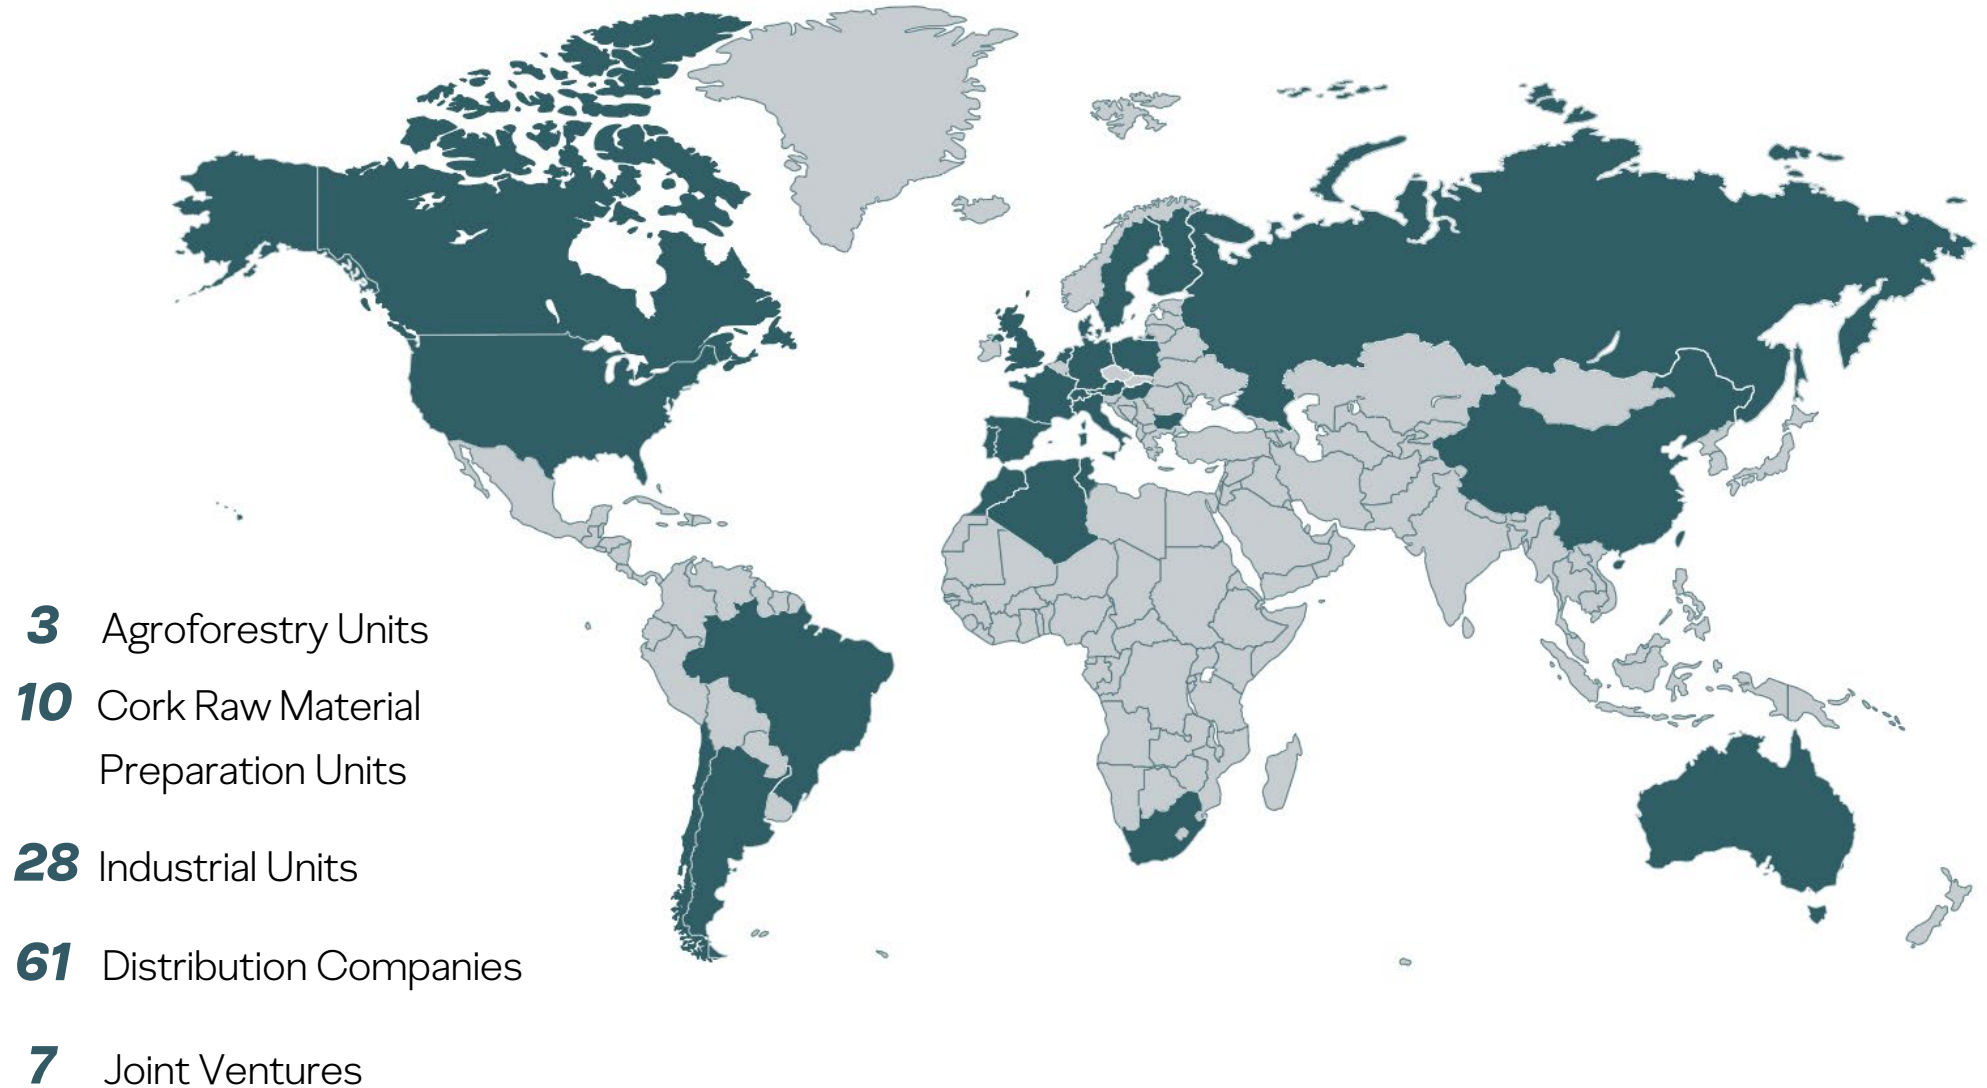 3 Agroforestry Units
10 Cork Raw Material
Preparation Units
28 Industrial Units
61 Distribution Companies
7 Joint Ventures